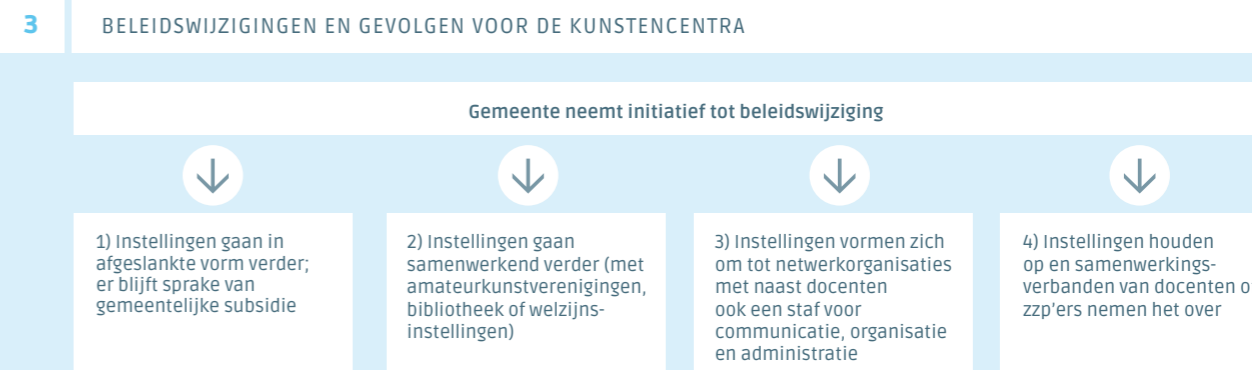 3 BELEIDSWIJZIGINGEN EN GEVOLGEN VOOR DE KUNSTENCENTRA
Gemeente neemt initiatief tot beleidswijziging
1) Instellingen gaan in
afgeslankte vorm verder;
er blijft sprake van
gemeentelijke subsidie
2) Instellingen gaan
samenwerkend verder (met
amateurkunstverenigingen,
bibliotheek of welzijns-
instellingen)
3) Instellingen vormen zich
om tot netwerkorganisaties
met naast docenten
ook een staf voor
communicatie, organisatie
en administratie
4) Instellingen houden
op en samenwerkings-
verbanden van docenten
zzp'ers nemen het over